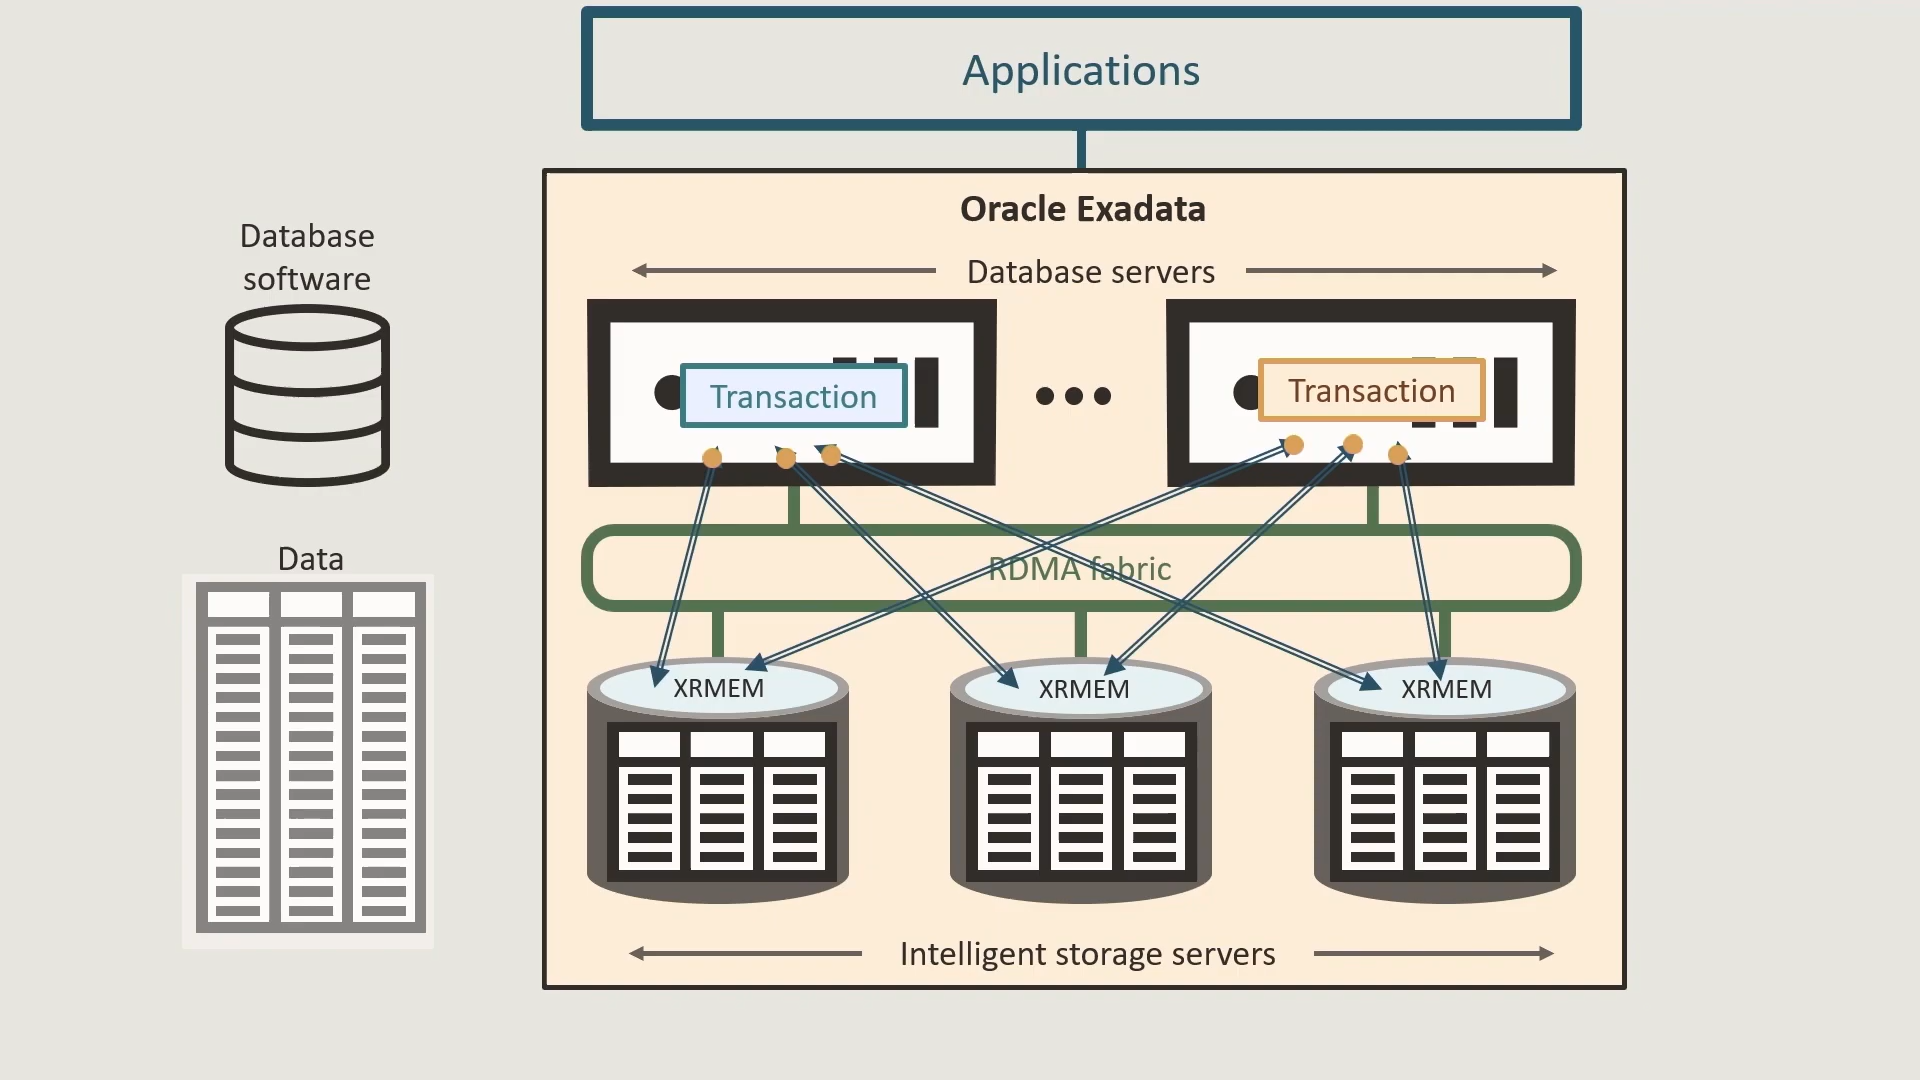 Applications
Oracle Exadata
Database servers
Database
software
Transaction
Transaction
Data
RDMA fabric
XRMEM
XRMEM
XRMEM
Intelligent storage servers